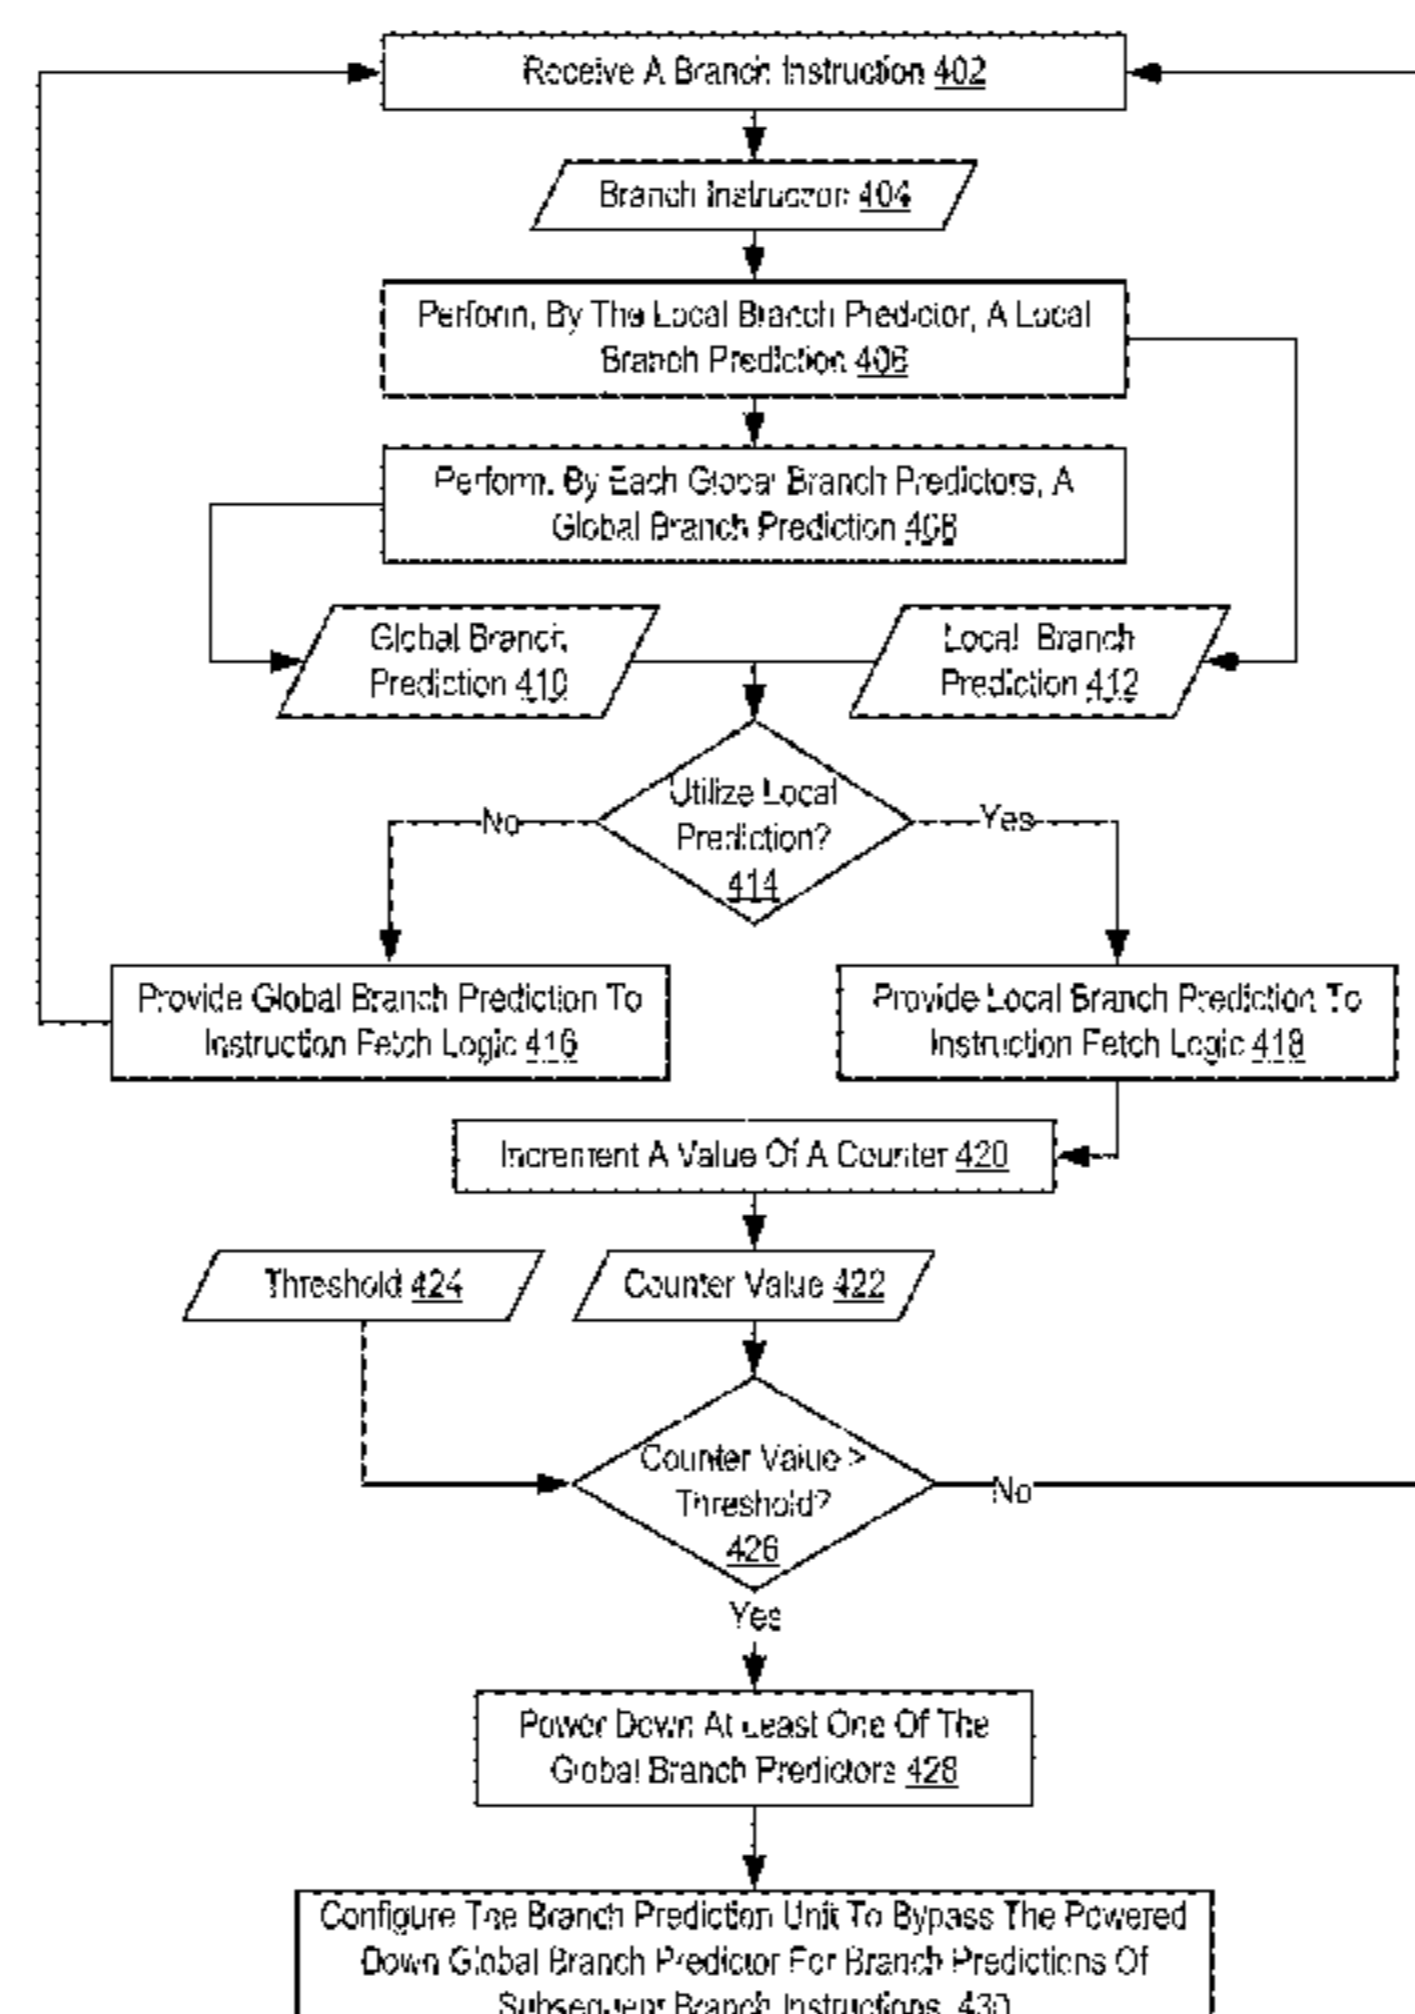 Receive A Branch Instruction 402
Branch Instruction 404
Perform, By The Local Branch Predictor, A Local
Branch Prediction 406
Perform, By Each Global Branch Predictors, A
Global Branch Prediction 408
Global Branch
Prediction 410
Local Branch
Prediction 412
Utilize Local
Prediction?
414
No
Yes
Provide Global Branch Prediction To
Instruction Fetch Logic 416
Provide Local Branch Prediction To
Instruction Fetch Logic 418
Increment A Value Of A Counter 420
Threshold 424
Counter Value 422
Counter Value >
Threshold?
426
No
Yes
Power Down At Least One Of The
Global Branch Predictors 428
Configure The Branch Prediction Unit To Bypass The Powered
Down Global Branch Predictor For Branch Predictions Of
Subsequent Branch Instructions 430